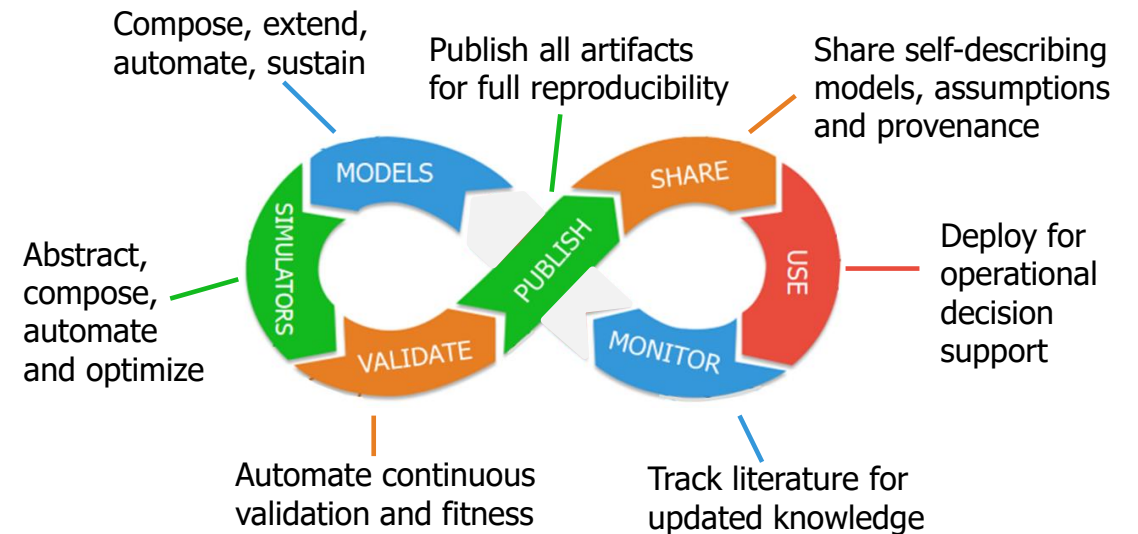 Compose, extend,
automate, sustain
Publish all artifacts
for full reproducibility
Share self-describing
models, assumptions
and provenance
MODELS
SHARE
SIMULATORS
PUBLISH
USE
Abstract,
compose,
automate
and optimize
Deploy for
operational
decision
support
VALIDATE
MONITOR
Automate continuous
validation and fitness
Track literature for
updated knowledge